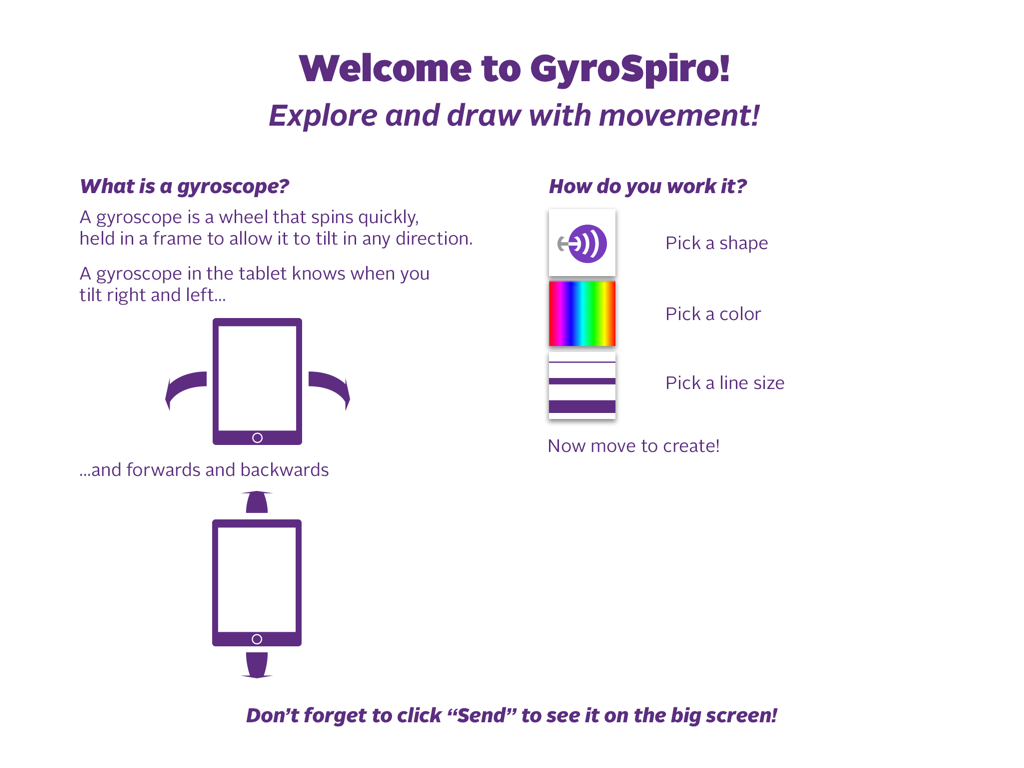 Welcome to GyroSpiro!
Explore and draw with movement!
What is a gyroscope?
A gyroscope is a wheel that spins quickly,
held in a frame to allow it to tilt in any direction.
A gyroscope in the tablet knows when you
tilt right and left...
...and forwards and backwards
How do you work it?
Pick a shape
Pick a color
Pick a line size
Now move to create!
Don’t forget to click “Send” to see it on the big screen!